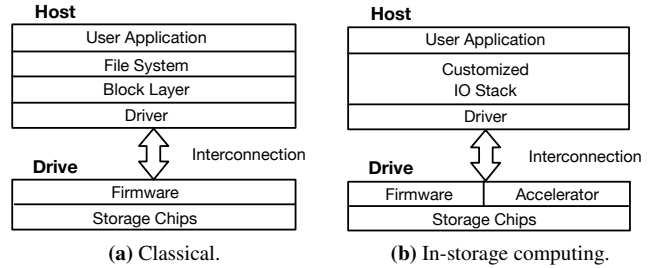 Host
User Application
File System
Block Layer
Driver
Interconnection
Drive
Firmware
Storage Chips
(a) Classical.
Host
User Application
Customized
IO Stack
Driver
Interconnection
Drive
Firmware
Accelerator
Storage Chips
(b) In-storage computing.